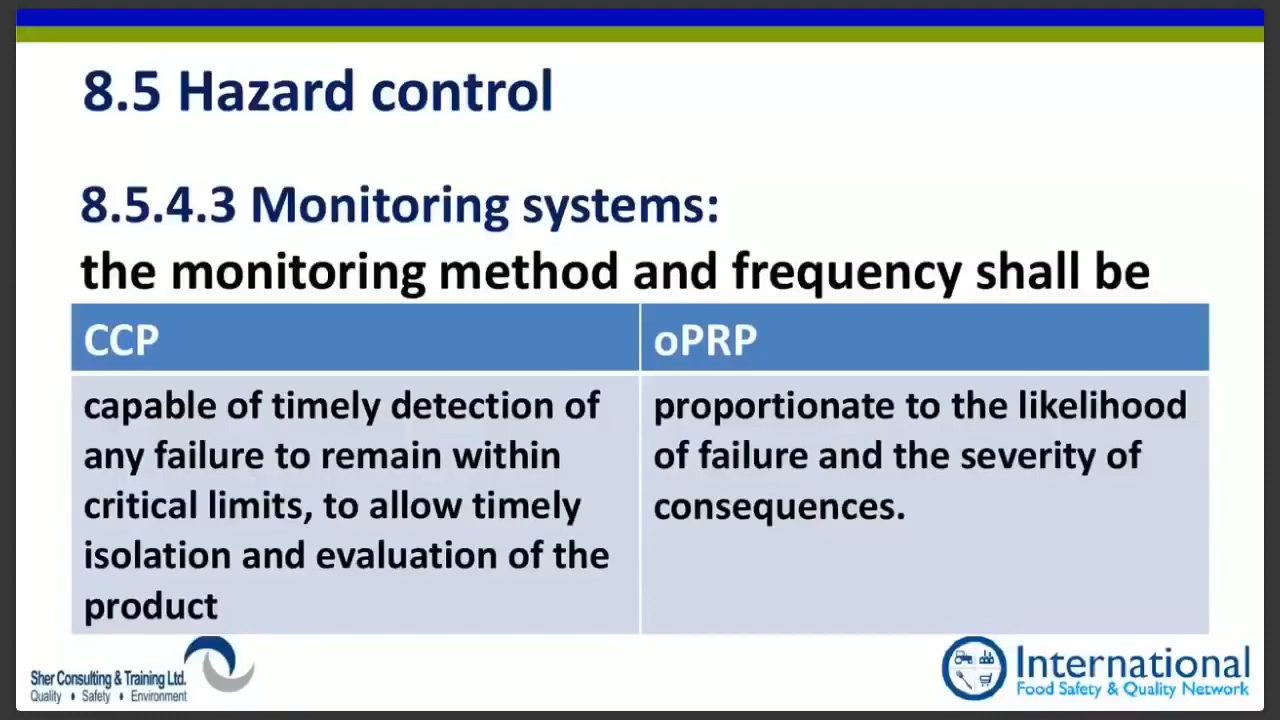 8.5 Hazard control
8.5.4.3 Monitoring systems:
the monitoring method and frequency shall be
CCP
oPRP
capable of timely detection of
any failure to remain within
critical limits, to allow timely
isolation and evaluation of the
product
proportionate to the likelihood
of failure and the severity of
consequences.
Sher Consulting & Training Ltd.
Quality • Safety • Environment
International
Food Safety & Quality Network